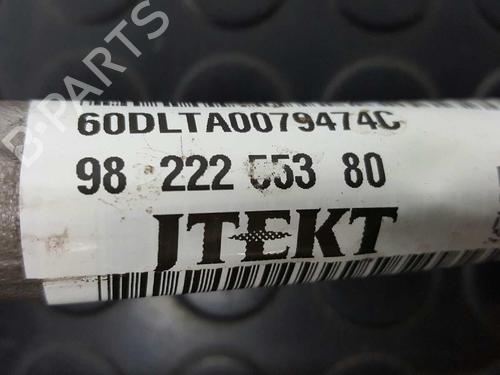 B-PARTS
60DLTA0079474C
98 222 553 80
JTEKT